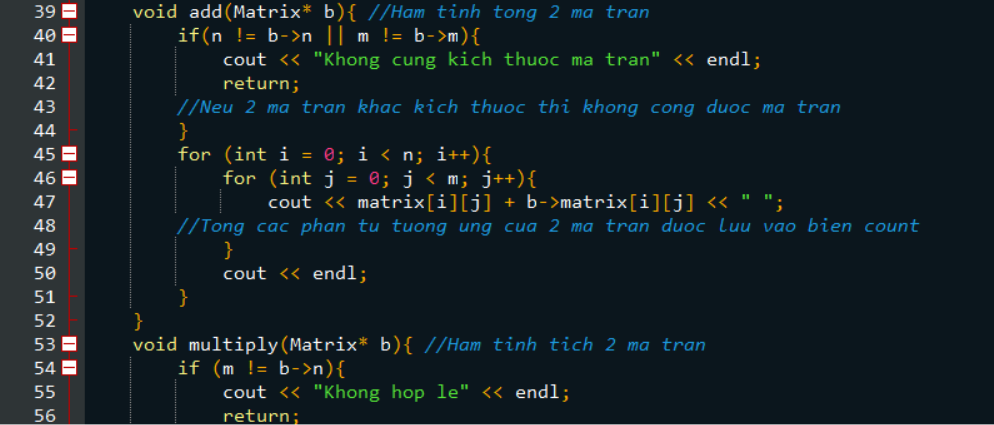 39 void add(Matrix* b){ //Ham tinh tong 2 ma tran
40 if(n != b->n || m != b->m){
41 cout << "Khong cung kich thuoc ma tran" << endl;
42 return;
43 //Neu 2 ma tran khac kich thuoc thi khong cong duoc ma tran
44 }
45 for (int i = 0; i < n; i++){
46 for (int j = 0; j < m; j++){
47 cout << matrix[i][j] + b->matrix[i][j] << " ";
48 //Tong cac phan tu tuong ung cua 2 ma tran duoc luu vao bien count
49 }
50 cout << endl;
51 }
52 }
53 void multiply(Matrix* b){ //Ham tinh tich 2 ma tran
54 if (m != b->n){
55 cout << "Khong hop le" << endl;
56 return;